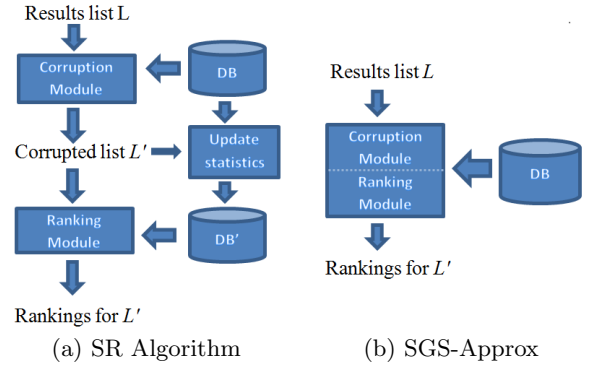 Results list L
Corruption
Module
DB
Corrupted list L′
Update
statistics
Ranking
Module
DB'
Rankings for L′
(a) SR Algorithm
Results list L
Corruption
Module
Ranking
Module
DB
Rankings for L′
(b) SGS-Approx